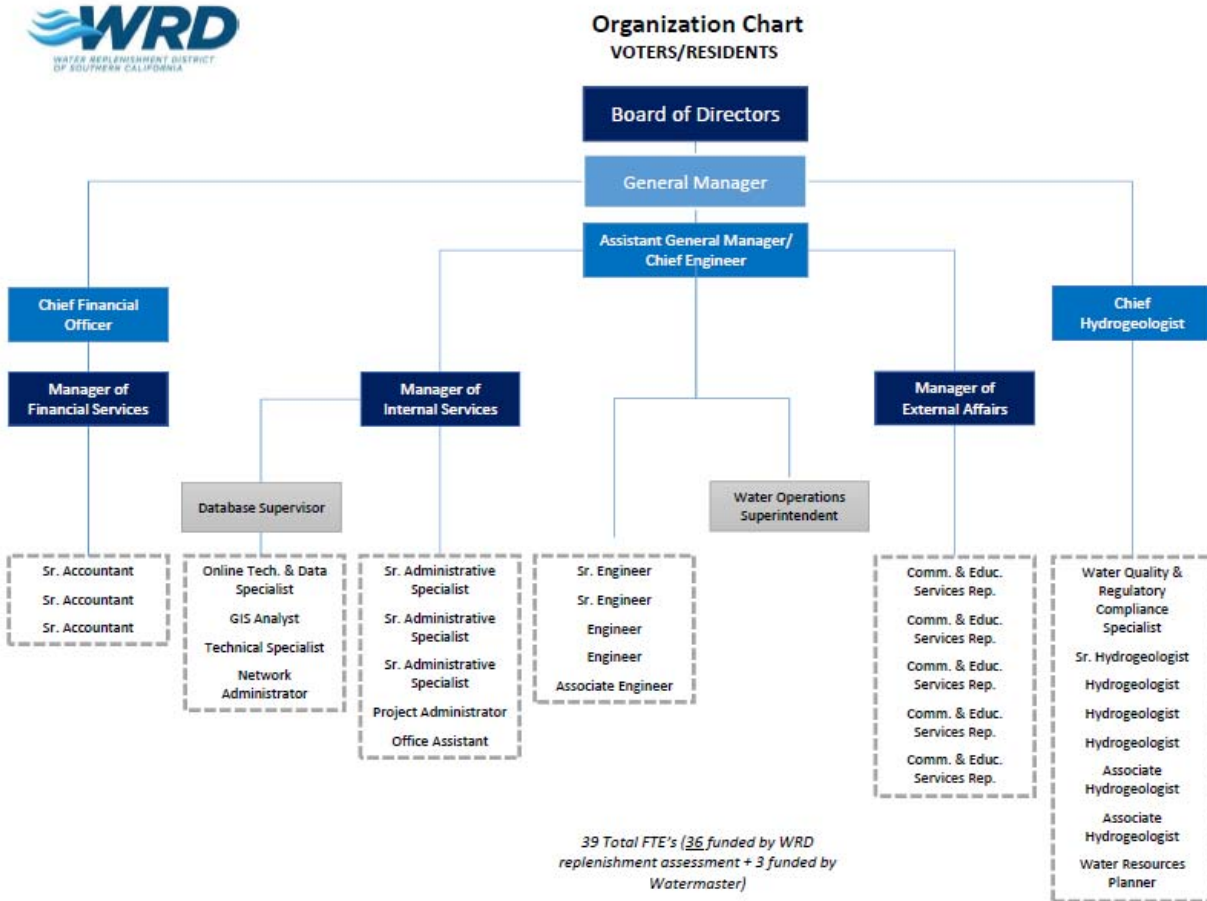 WRD
WATER REPLENISHMENT DISTRICT
OF SOUTHERN CALIFORNIA
Organization Chart
VOTERS/RESIDENTS
Board of Directors
General Manager
Assistant General Manager/
Chief Engineer
Chief Financial
Officer
Chief
Hydrogeologist
Manager of
Financial Services
Manager of
Internal Services
Manager of
External Affairs
Database Supervisor
Water Operations
Superintendent
Sr. Accountant
Sr. Accountant
Sr. Accountant
Online Tech. & Data
Specialist
GIS Analyst
Technical Specialist
Network
Administrator
Sr. Administrative
Specialist
Sr. Administrative
Specialist
Sr. Administrative
Specialist
Project Administrator
Office Assistant
Sr. Engineer
Sr. Engineer
Engineer
Engineer
Associate Engineer
Comm. & Educ.
Services Rep.
Comm. & Educ.
Services Rep.
Comm. & Educ.
Services Rep.
Comm. & Educ.
Services Rep.
Comm. & Educ.
Services Rep.
Water Quality &
Regulatory
Compliance
Specialist
Sr. Hydrogeologist
Hydrogeologist
Hydrogeologist
Hydrogeologist
Associate
Hydrogeologist
Associate
Hydrogeologist
Water Resources
Planner
39 Total FTE's (36 funded by WRD
replenishment assessment + 3 funded by
Watermaster)